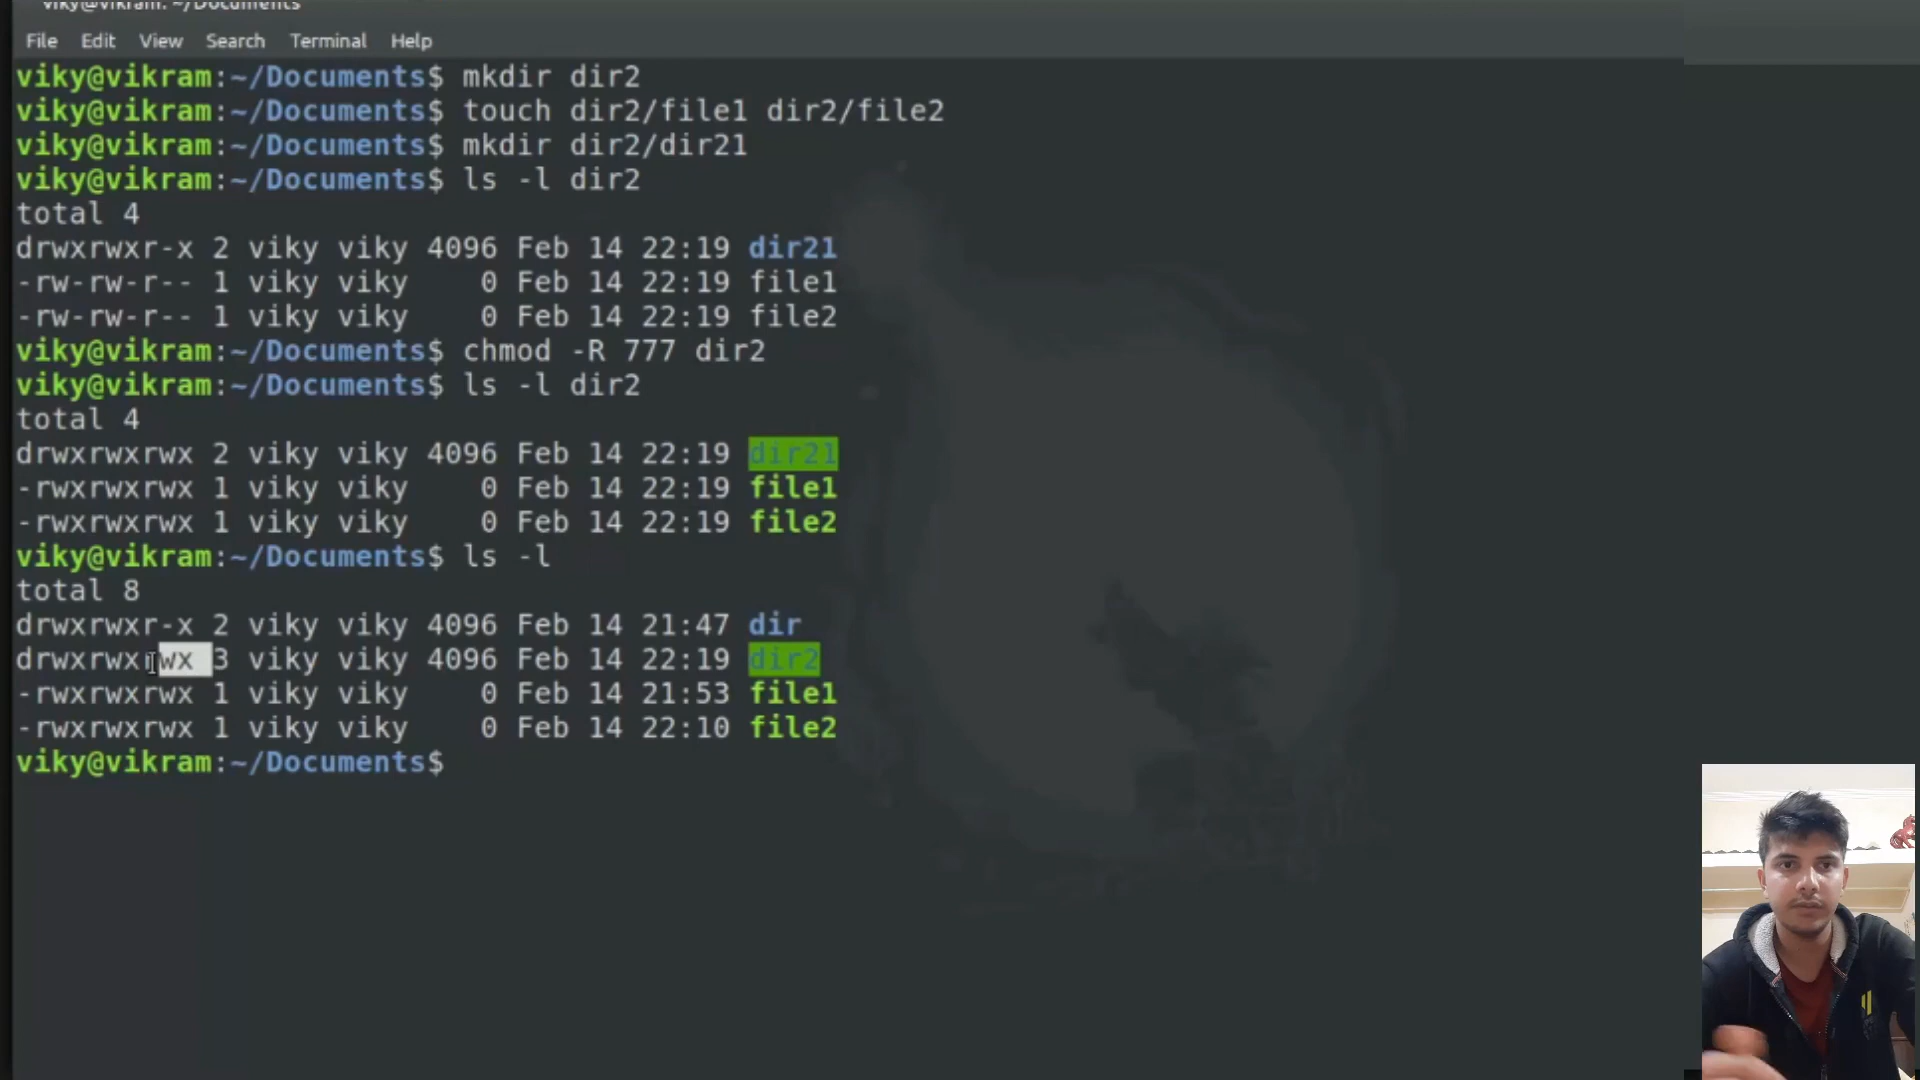 viky@vikram: ~/Documents
File Edit View Search Terminal Help
viky@vikram:~/Documents$ mkdir dir2
viky@vikram:~/Documents$ touch dir2/file1 dir2/file2
viky@vikram:~/Documents$ mkdir dir2/dir21
viky@vikram:~/Documents$ ls -l dir2
total 4
drwxrwxr-x 2 viky viky 4096 Feb 14 22:19 dir21
-rw-rw-r-- 1 viky viky    0 Feb 14 22:19 file1
-rw-rw-r-- 1 viky viky    0 Feb 14 22:19 file2
viky@vikram:~/Documents$ chmod -R 777 dir2
viky@vikram:~/Documents$ ls -l dir2
total 4
drwxrwxrwx 2 viky viky 4096 Feb 14 22:19 dir21
-rwxrwxrwx 1 viky viky    0 Feb 14 22:19 file1
-rwxrwxrwx 1 viky viky    0 Feb 14 22:19 file2
viky@vikram:~/Documents$ ls -l
total 8
drwxrwxr-x 2 viky viky 4096 Feb 14 21:47 dir
drwxrwxrwx 3 viky viky 4096 Feb 14 22:19 dir2
-rwxrwxrwx 1 viky viky    0 Feb 14 21:53 file1
-rwxrwxrwx 1 viky viky    0 Feb 14 22:10 file2
viky@vikram:~/Documents$